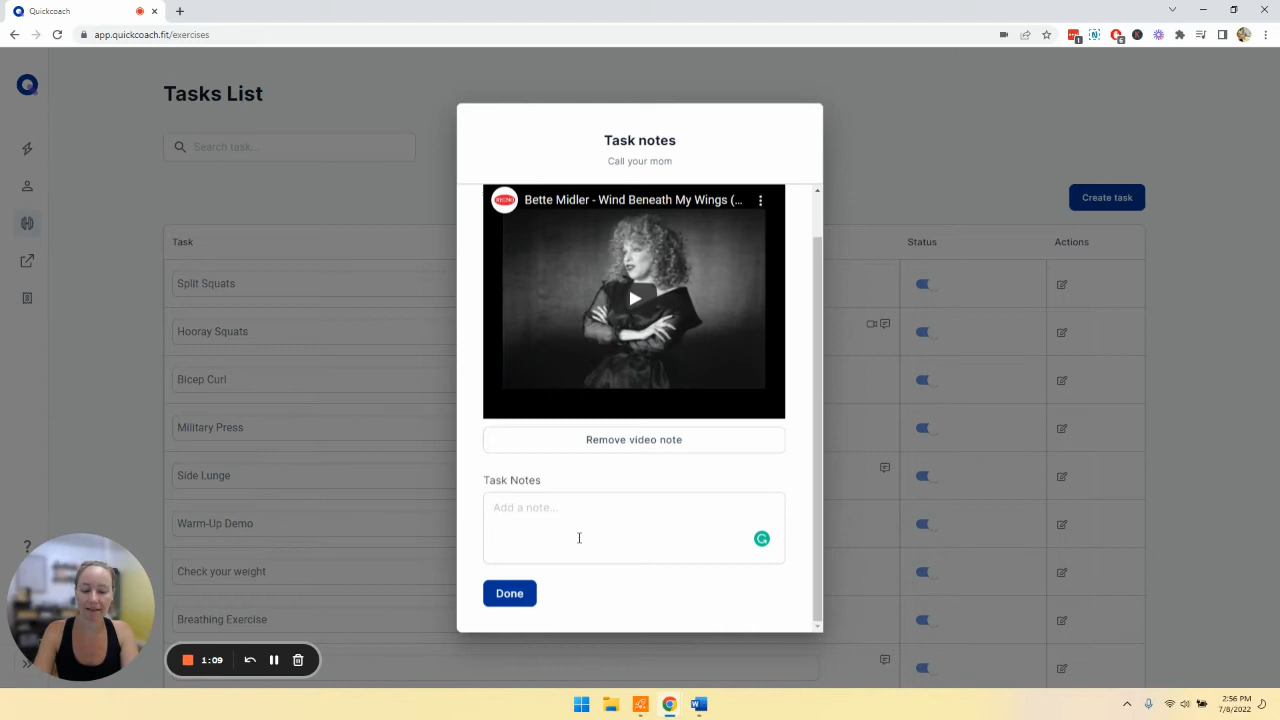 Quickcoach
app.quickcoach.fit/exercises
Tasks List
Search task...
Create task
Task
Status
Actions
Split Squats
Hooray Squats
Bicep Curl
Military Press
Side Lunge
Warm-Up Demo
Check your weight
Breathing Exercise
Task notes
Call your mom
Bette Midler - Wind Beneath My Wings (...
Remove video note
Task Notes
Add a note...
Done
1:09
2:56 PM
7/8/2022